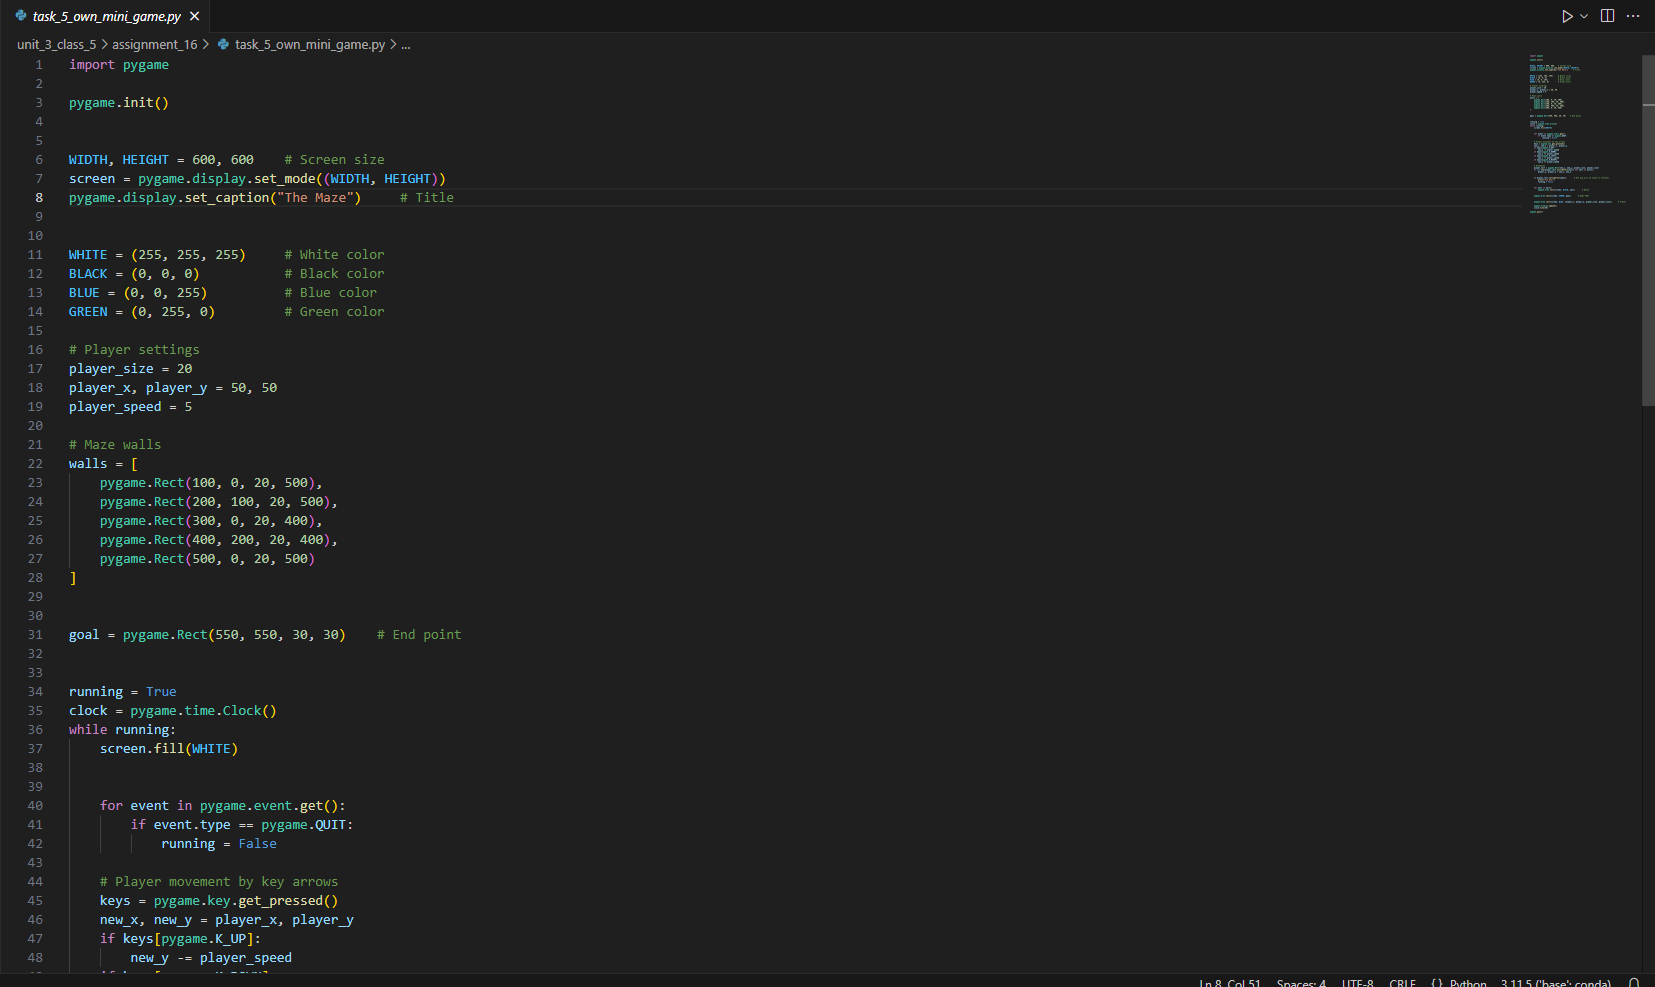 task_5_own_mini_game.py
unit_3_class_5 > assignment_16 > task_5_own_mini_game.py > ...
1 import pygame
2
3 pygame.init()
4
5
6 WIDTH, HEIGHT = 600, 600    # Screen size
7 screen = pygame.display.set_mode((WIDTH, HEIGHT))
8 pygame.display.set_caption("The Maze")     # Title
9
10
11 WHITE = (255, 255, 255)     # White color
12 BLACK = (0, 0, 0)           # Black color
13 BLUE = (0, 0, 255)          # Blue color
14 GREEN = (0, 255, 0)         # Green color
15
16 # Player settings
17 player_size = 20
18 player_x, player_y = 50, 50
19 player_speed = 5
20
21 # Maze walls
22 walls = [
23     pygame.Rect(100, 0, 20, 500),
24     pygame.Rect(200, 100, 20, 500),
25     pygame.Rect(300, 0, 20, 400),
26     pygame.Rect(400, 200, 20, 400),
27     pygame.Rect(500, 0, 20, 500)
28 ]
29
30
31 goal = pygame.Rect(550, 550, 30, 30)    # End point
32
33
34 running = True
35 clock = pygame.time.Clock()
36 while running:
37     screen.fill(WHITE)
38
39
40     for event in pygame.event.get():
41         if event.type == pygame.QUIT:
42             running = False
43
44     # Player movement by key arrows
45     keys = pygame.key.get_pressed()
46     new_x, new_y = player_x, player_y
47     if keys[pygame.K_UP]:
48         new_y -= player_speed
Ln 8, Col 51 Spaces: 4 UTF-8 CRLF {} Python 3.11.5 ('base': conda)